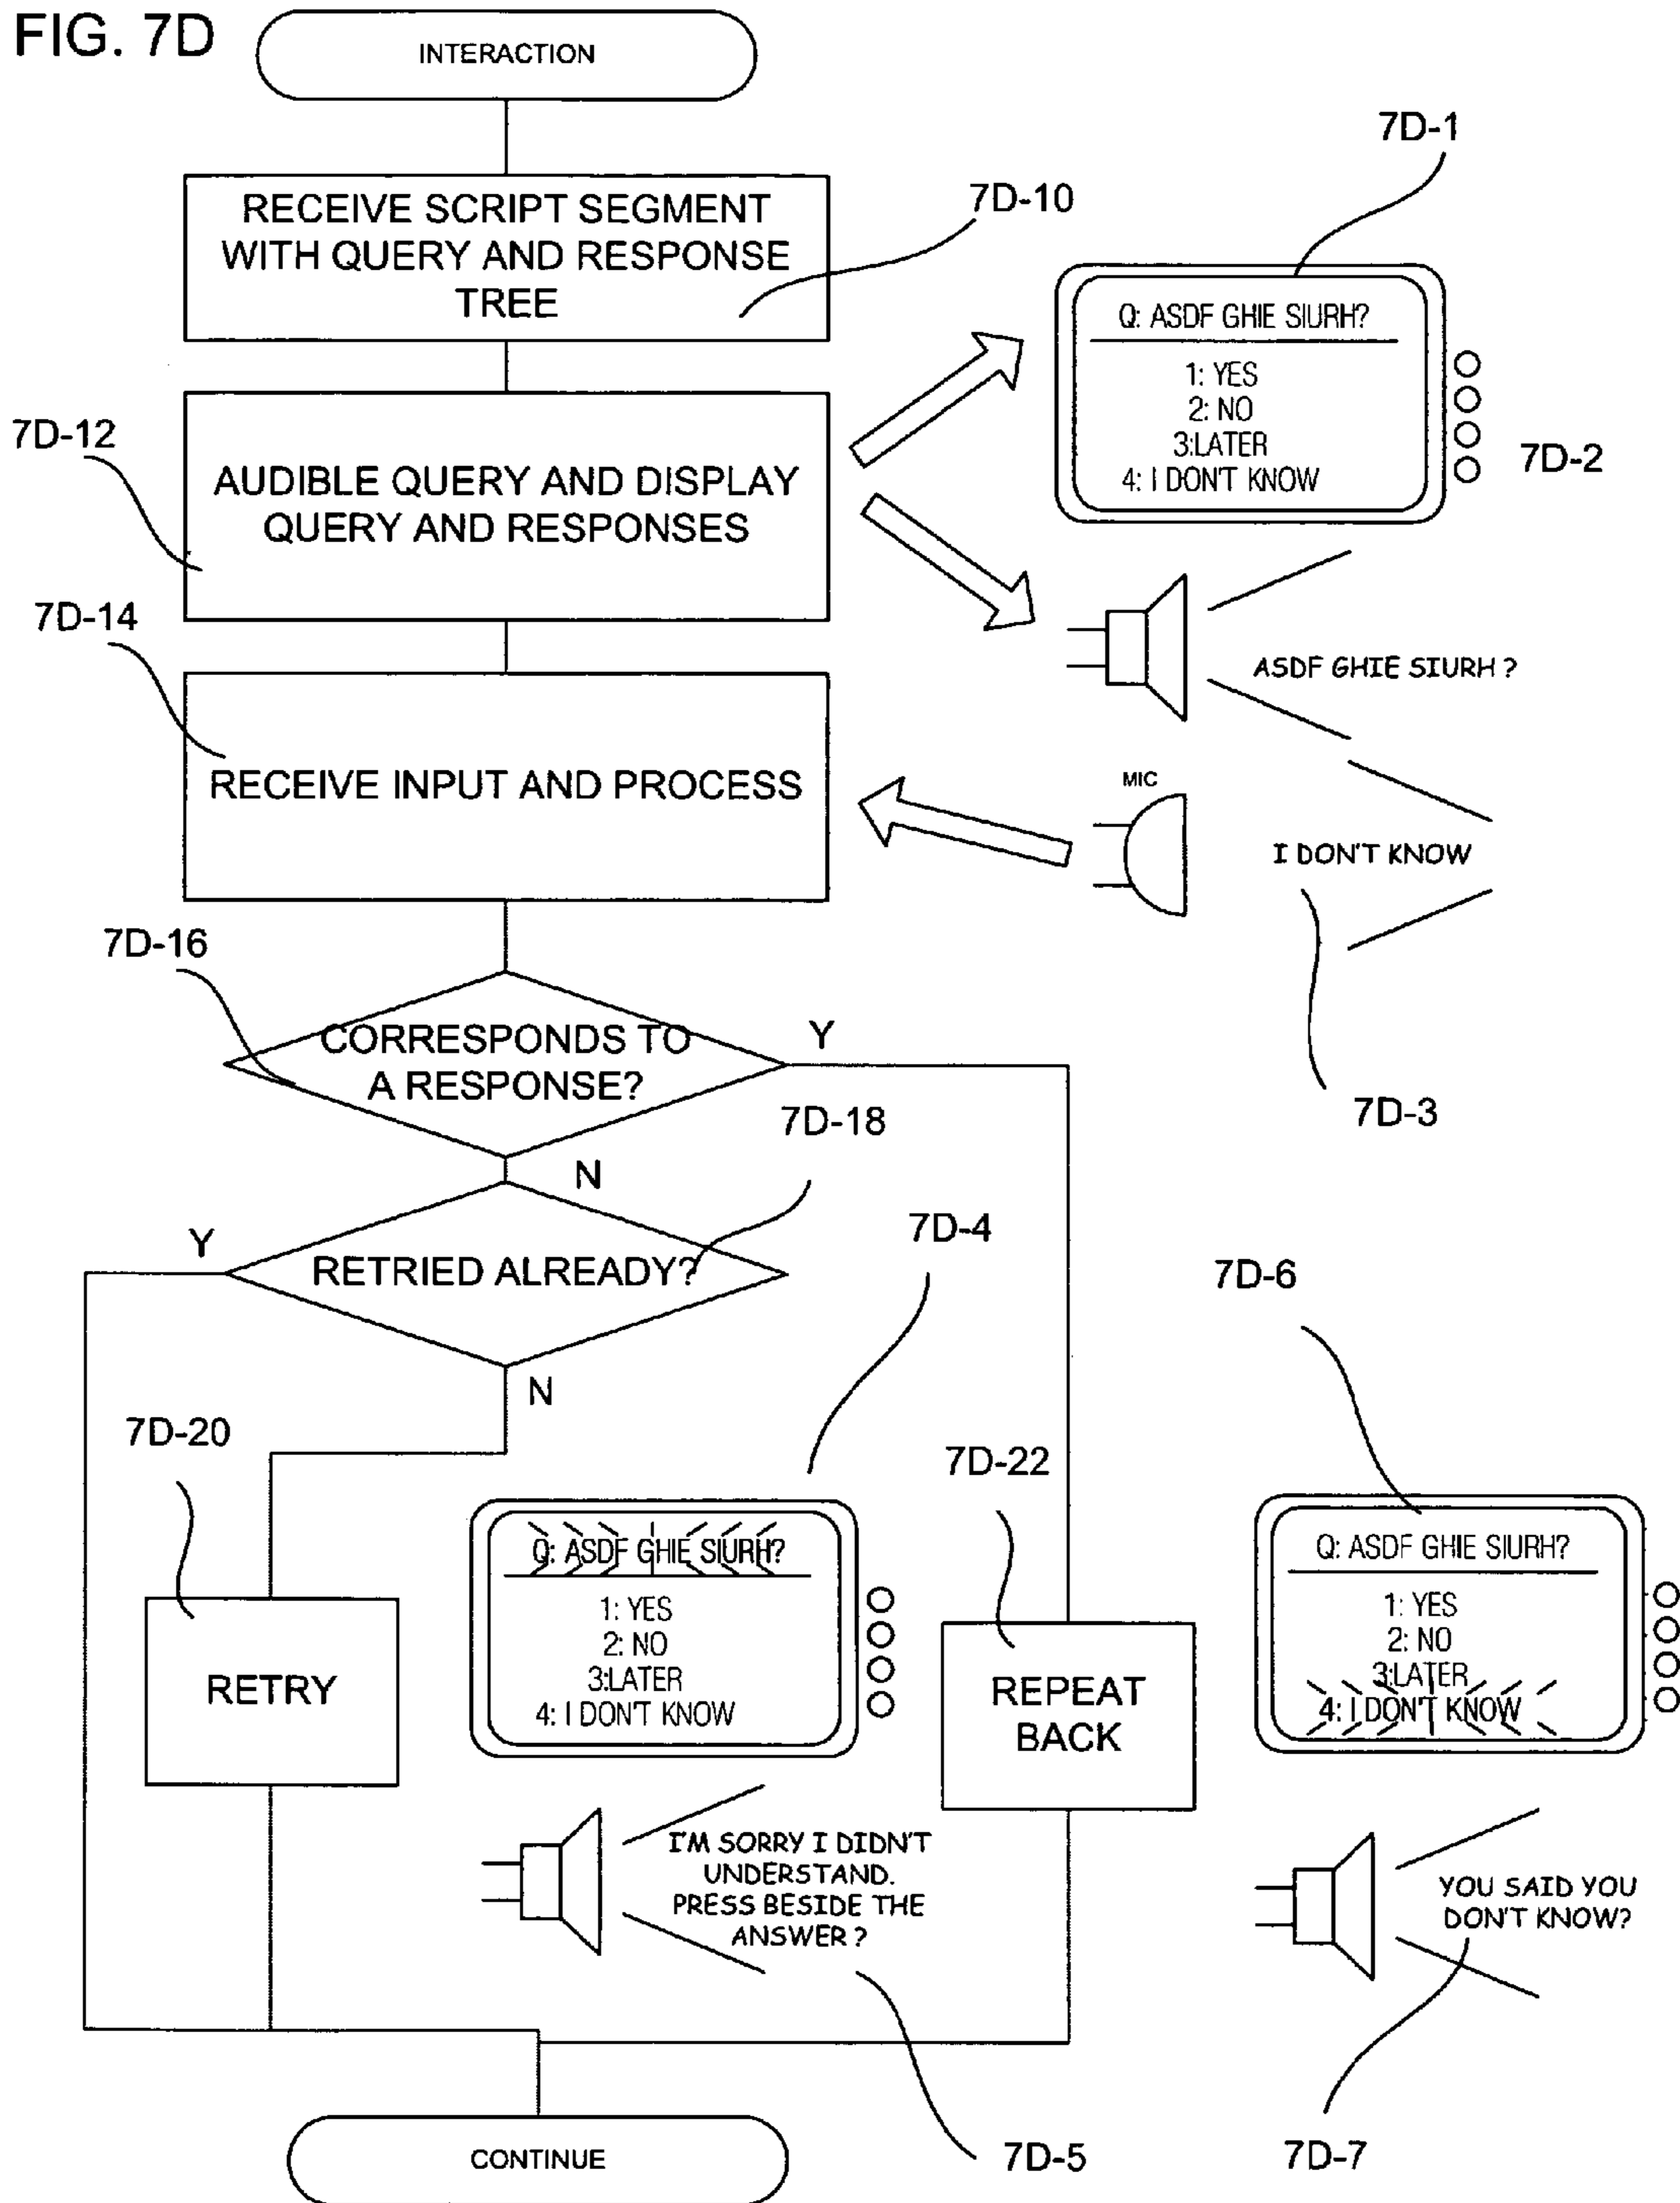 FIG. 7D
INTERACTION
7D-1
RECEIVE SCRIPT SEGMENT
WITH QUERY AND RESPONSE
TREE
7D-10
Q: ASDF GHIE SIURH?
1: YES
2: NO
3:LATER
4: I DON'T KNOW
7D-2
7D-12
AUDIBLE QUERY AND DISPLAY
QUERY AND RESPONSES
ASDF GHIE SIURH ?
7D-14
RECEIVE INPUT AND PROCESS
MIC
I DON'T KNOW
7D-3
7D-16
CORRESPONDS TO
A RESPONSE?
Y
N
7D-18
RETRIED ALREADY?
Y
N
7D-4
7D-6
7D-20
RETRY
Q: ASDF GHIE SIURH?
1: YES
2: NO
3:LATER
4: I DON'T KNOW
7D-22
REPEAT
BACK
Q: ASDF GHIE SIURH?
1: YES
2: NO
3:LATER
4: I DON'T KNOW
I'M SORRY I DIDN'T
UNDERSTAND.
PRESS BESIDE THE
ANSWER ?
YOU SAID YOU
DON'T KNOW?
CONTINUE
7D-5
7D-7